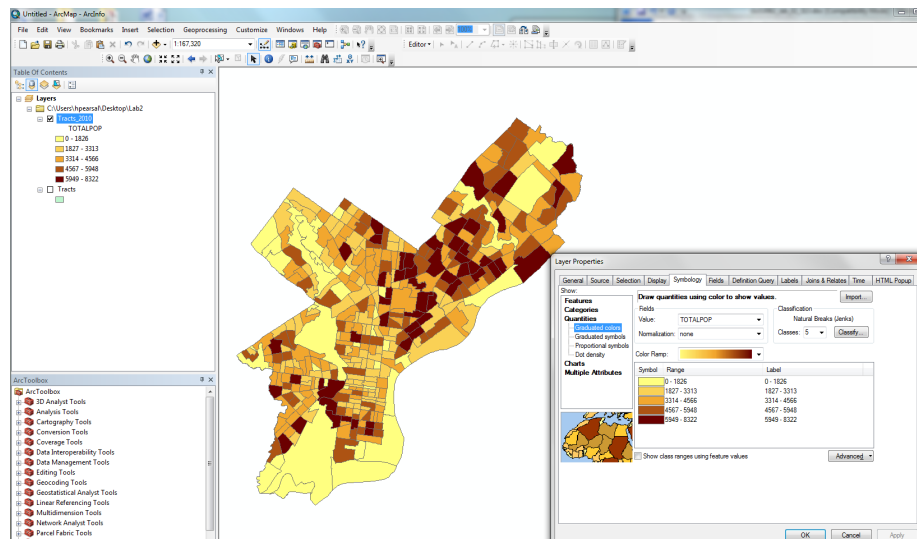 Untitled - ArcMap - ArcInfo
File Edit View Bookmarks Insert Selection Geoprocessing Customize Windows Help
1:167,320
Editor
Table Of Contents
Layers
C:\Users\hpearsal\Desktop\Lab2
Tracts_2010
TOTALPOP
0 - 1826
1827 - 3313
3314 - 4566
4567 - 5948
5949 - 8322
Tracts
ArcToolbox
ArcToolbox
3D Analyst Tools
Analysis Tools
Cartography Tools
Conversion Tools
Coverage Tools
Data Interoperability Tools
Data Management Tools
Editing Tools
Geocoding Tools
Geostatistical Analyst Tools
Linear Referencing Tools
Multidimension Tools
Network Analyst Tools
Parcel Fabric Tools
Layer Properties
General Source Selection Display Symbology Fields Definition Query Labels Joins & Relates Time HTML Popup
Show:
Features
Categories
Quantities
Graduated colors
Graduated symbols
Proportional symbols
Dot density
Charts
Multiple Attributes
Draw quantities using color to show values.
Import...
Fields
Value: TOTALPOP
Normalization: none
Classification
Natural Breaks (Jenks)
Classes: 5 Classify...
Color Ramp:
Symbol Range Label
0 - 1826 0 - 1826
1827 - 3313 1827 - 3313
3314 - 4566 3314 - 4566
4567 - 5948 4567 - 5948
5949 - 8322 5949 - 8322
Show class ranges using feature values
Advanced
OK Cancel Apply